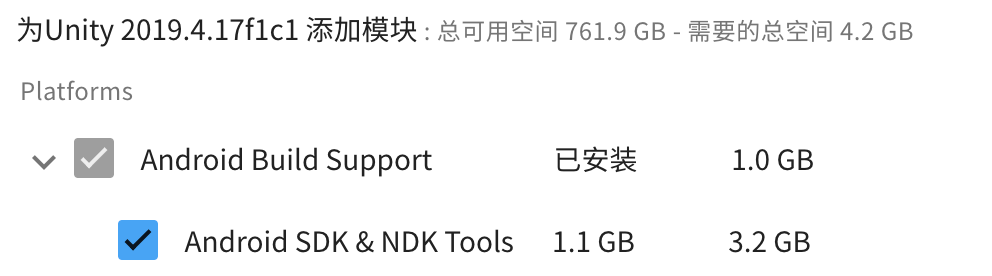 为Unity 2019.4.17f1c1 添加模块 : 总可用空间 761.9 GB - 需要的总空间 4.2 GB
Platforms
Android Build Support 已安装 1.0 GB
Android SDK & NDK Tools 1.1 GB 3.2 GB